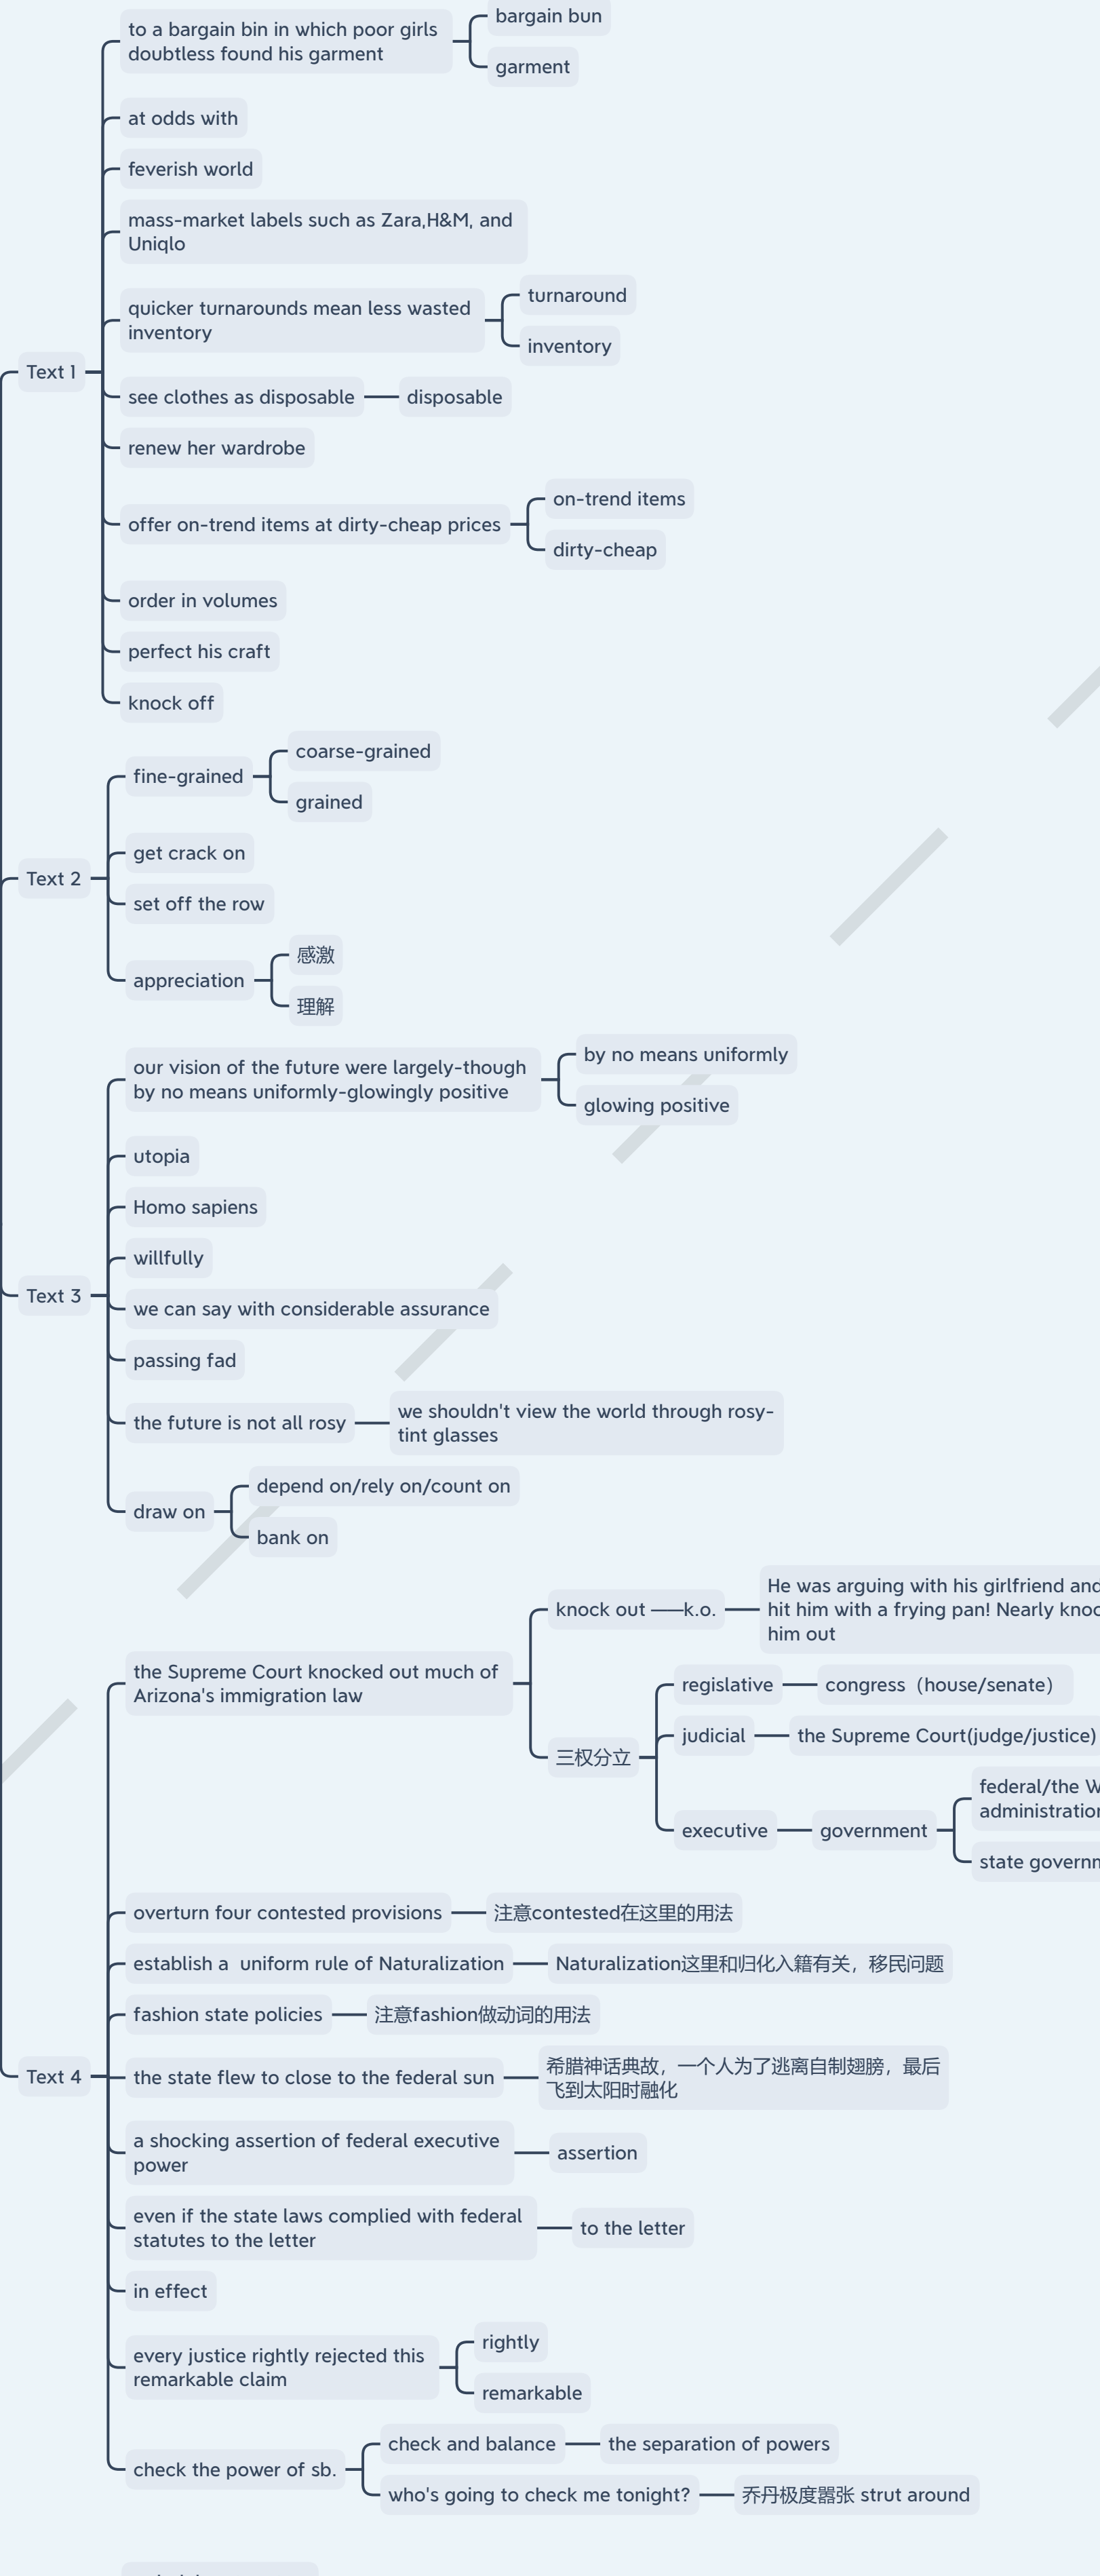 to a bargain bin in which poor girls
doubtless found his garment
bargain bun
garment
at odds with
feverish world
mass-market labels such as Zara,H&M, and
Uniqlo
quicker turnarounds mean less wasted
inventory
turnaround
inventory
Text 1
see clothes as disposable
disposable
renew her wardrobe
offer on-trend items at dirty-cheap prices
on-trend items
dirty-cheap
order in volumes
perfect his craft
knock off
Text 2
fine-grained
coarse-grained
grained
get crack on
set off the row
appreciation
感激
理解
Text 3
our vision of the future were largely-though
by no means uniformly-glowingly positive
by no means uniformly
glowing positive
utopia
Homo sapiens
willfully
we can say with considerable assurance
passing fad
the future is not all rosy
we shouldn't view the world through rosy-
tint glasses
draw on
depend on/rely on/count on
bank on
Text 4
the Supreme Court knocked out much of
Arizona's immigration law
knock out ——k.o.
He was arguing with his girlfriend and
hit him with a frying pan! Nearly knoc
him out
三权分立
registlative
congress（house/senate）
judicial
the Supreme Court(judge/justice)
executive
government
federal/the W
administration
state governm
overturn four contested provisions
注意contested在这里的用法
establish a  uniform rule of Naturalization
Naturalization这里和归化入籍有关，移民问题
fashion state policies
注意fashion做动词的用法
the state flew to close to the federal sun
希腊神话典故，一个人为了逃离自制翅膀，最后
飞到太阳时融化
a shocking assertion of federal executive
power
assertion
even if the state laws complied with federal
statutes to the letter
to the letter
in effect
every justice rightly rejected this
remarkable claim
rightly
remarkable
check the power of sb.
check and balance
the separation of powers
who's going to check me tonight?
乔丹极度嚣张 strut around